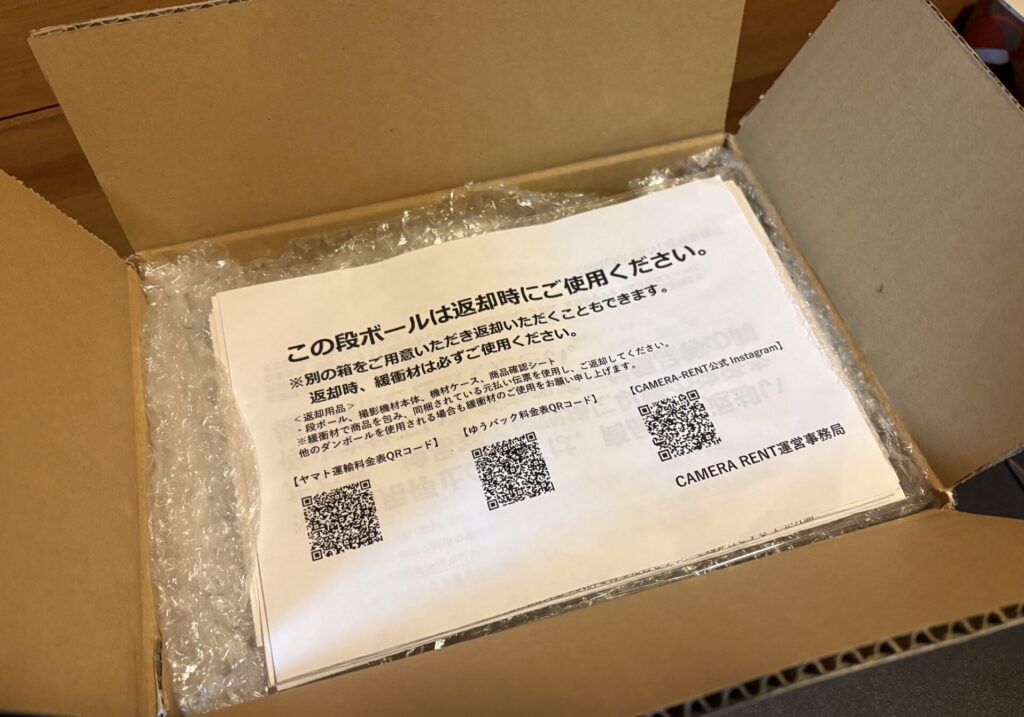 この段ボールは返却時にご使用ください。
※別の箱をご用意いただき返却いただくこともできます。
返却時、緩衝材は必ずご使用ください。
＜返却用品＞
・段ボール、撮影機材本体、機材ケース、商品確認シート
※緩衝材で商品を包み、同梱されている元払い伝票を使用し、ご返却してください。
他のダンボールを使用される場合も緩衝材のご使用をお願い申し上げます。
【ヤマト運輸料金表QRコード】
【ゆうパック料金表QRコード】
【CAMERA-RENT公式 Instagram】
CAMERA RENT運営事務局